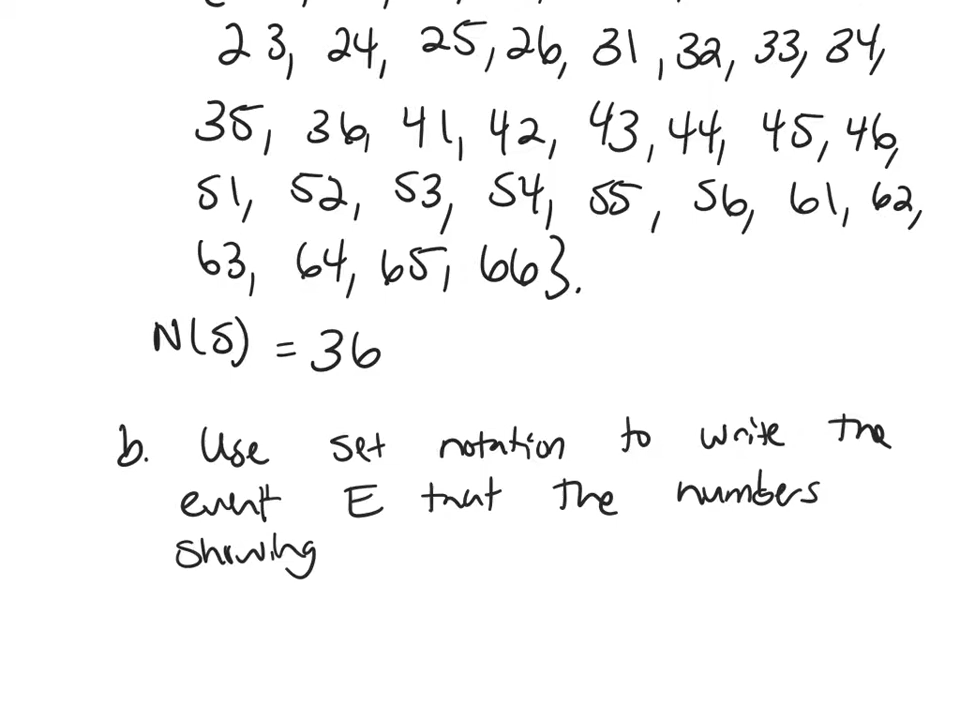 23, 24, 25, 26, 31, 32, 33, 34,
35, 36, 41, 42, 43, 44, 45, 46,
51, 52, 53, 54, 55, 56, 61, 62,
63, 64, 65, 66}.
N(S) = 36
b. Use set notation to write the
event E that the numbers
showing